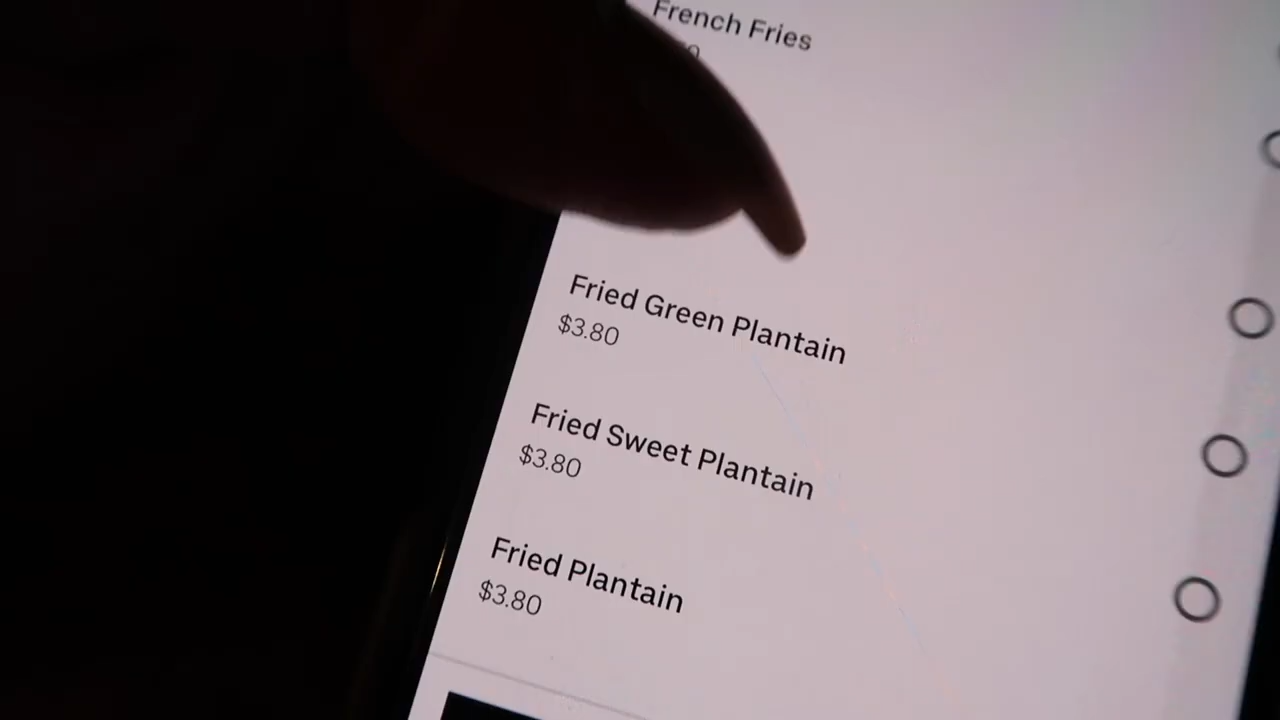 French Fries
Fried Green Plantain
$3.80
Fried Sweet Plantain
$3.80
Fried Plantain
$3.80